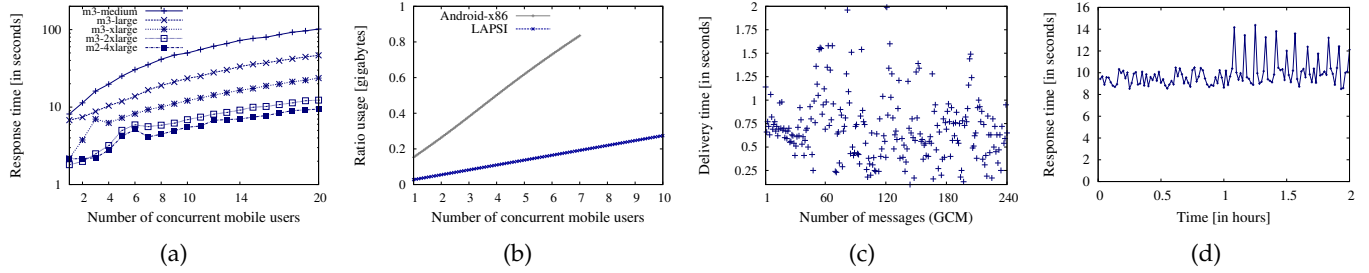 Response time [in seconds]
100
10
1
m3-medium
m3-large
m3-xlarge
m3-2xlarge
m2-4xlarge
2 4 6 8 10 14 20
Number of concurrent mobile users
(a)
Ratio usage [gigabytes]
1
0.8
0.6
0.4
0.2
0
Android-x86
LAPSI
1 2 3 4 5 6 7 8 10
Number of concurrent mobile users
(b)
Delivery time [in seconds]
2
1.75
1.5
1.25
1
0.75
0.5
0.25
1 60 120 180 240
Number of messages (GCM)
(c)
Response time [in seconds]
16
14
12
10
8
6
4
2
0
0 0.5 1 1.5 2
Time [in hours]
(d)